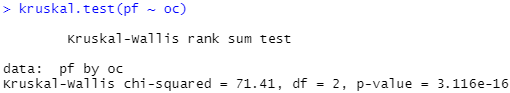 > kruskal.test(pf ~ oc)
Kruskal-Wallis rank sum test
data:  pf by oc
Kruskal-Wallis chi-squared = 71.41, df = 2, p-value = 3.116e-16